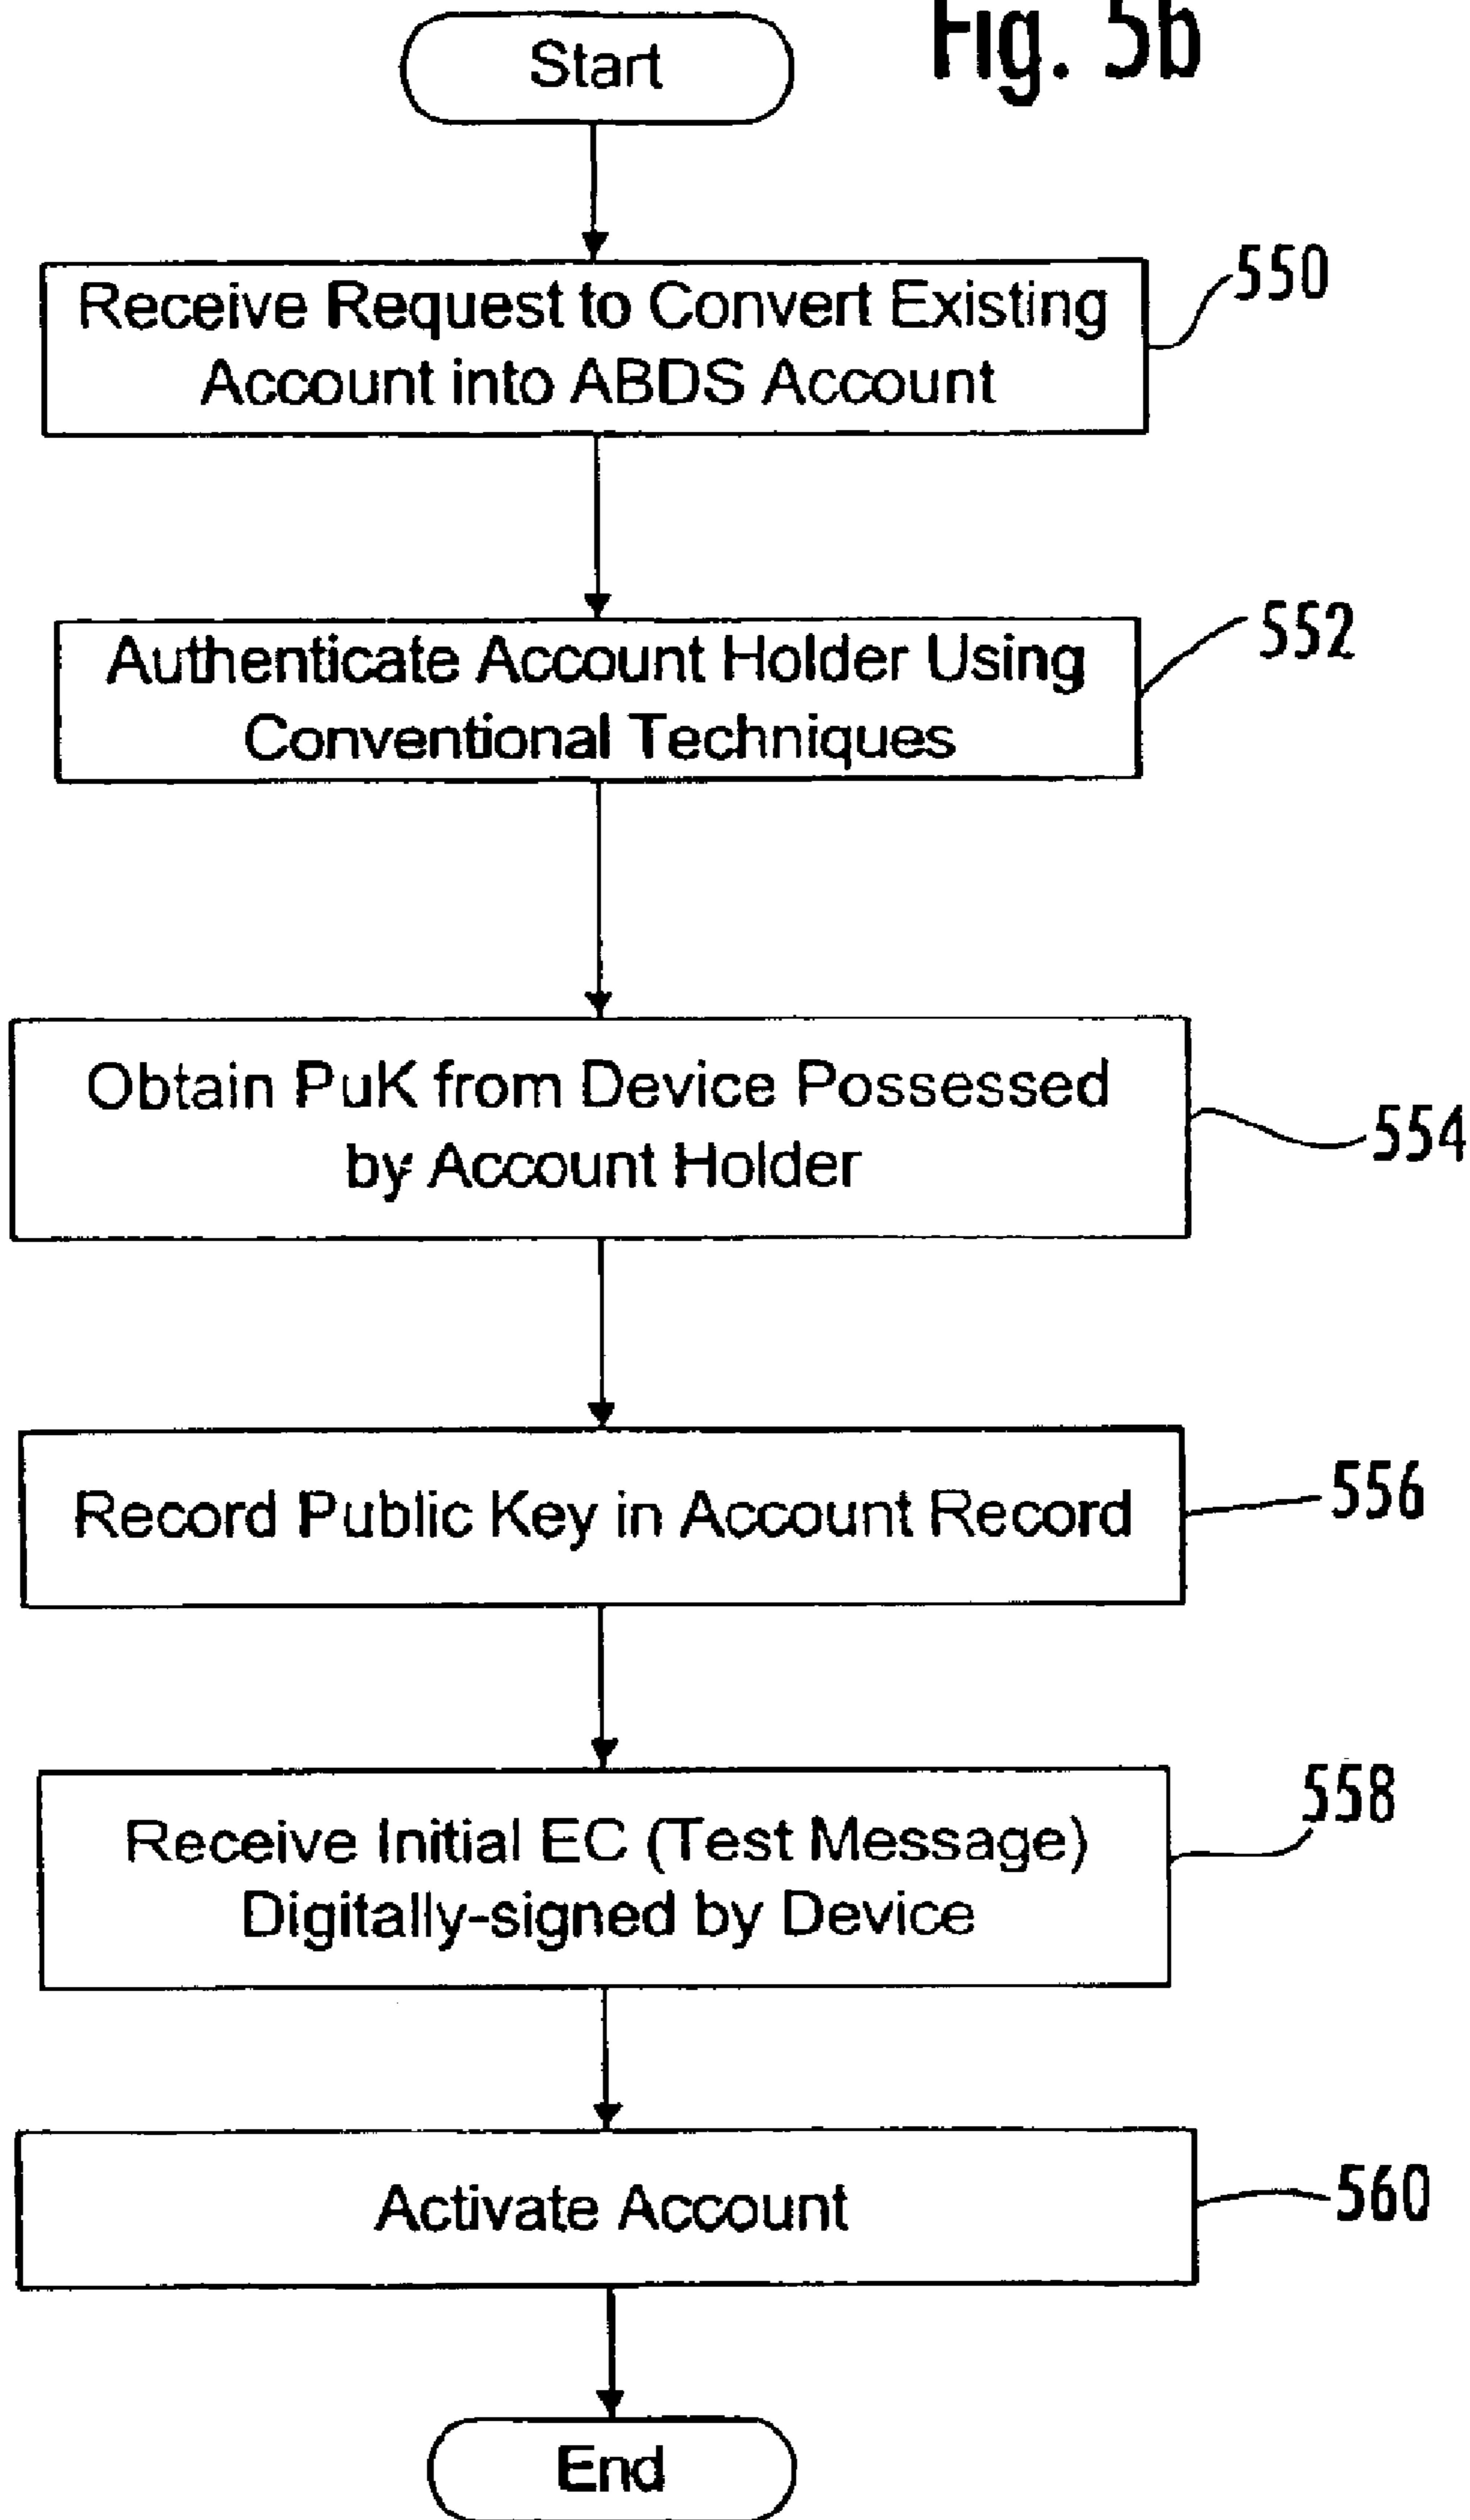 Fig. 5b
Start
Receive Request to Convert Existing
Account into ABDS Account
550
Authenticate Account Holder Using
Conventional Techniques
552
Obtain PuK from Device Possessed
by Account Holder
554
Record Public Key in Account Record
556
Receive Initial EC (Test Message)
Digitally-signed by Device
558
Activate Account
560
End